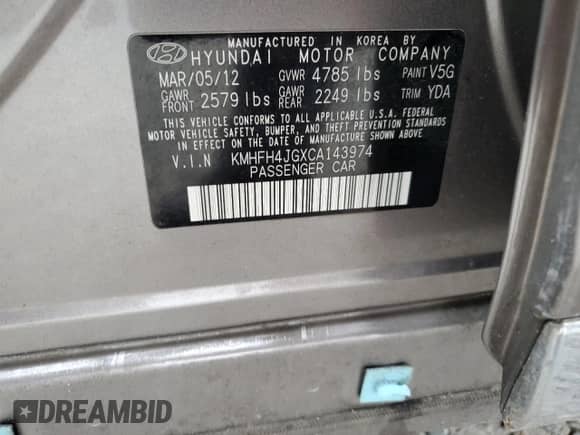 MANUFACTURED IN KOREA BY
HYUNDAI MOTOR COMPANY
MAR/05/12 GVWR 4785 lbs PAINT V5G
GAWR FRONT 2579 lbs GAWR REAR 2249 lbs TRIM YDA
THIS VEHICLE CONFORMS TO ALL APPLICABLE U.S.A. FEDERAL
MOTOR VEHICLE SAFETY, BUMPER, AND THEFT PREVENTION STANDARDS
IN EFFECT ON THE DATE OF MANUFACTURE SHOWN ABOVE.
V.I.N KMHFH4JGXCA143974
PASSENGER CAR
DREAMBID